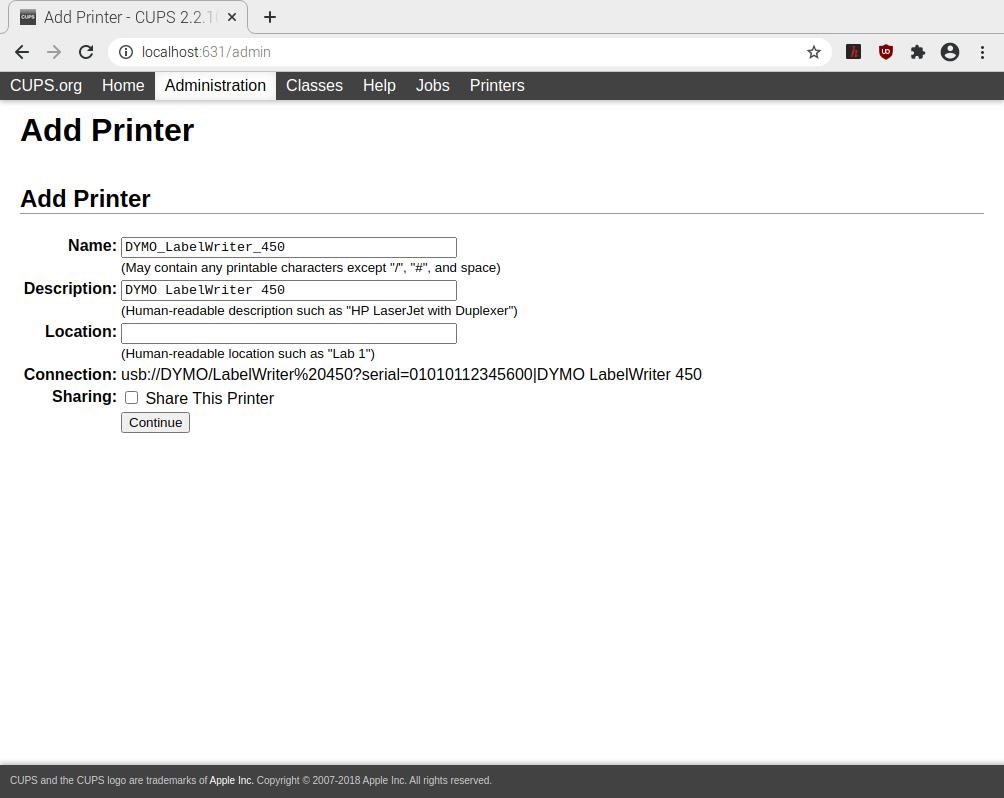 CUPS Add Printer - CUPS 2.2.1
localhost:631/admin
CUPS.org Home Administration Classes Help Jobs Printers
Add Printer
Add Printer
Name: DYMO_LabelWriter_450
(May contain any printable characters except "/", "#", and space)
Description: DYMO LabelWriter 450
(Human-readable description such as "HP LaserJet with Duplexer")
Location:
(Human-readable location such as "Lab 1")
Connection: usb://DYMO/LabelWriter%20450?serial=01010112345600|DYMO LabelWriter 450
Sharing: Share This Printer
Continue
CUPS and the CUPS logo are trademarks of Apple Inc. Copyright © 2007-2018 Apple Inc. All rights reserved.